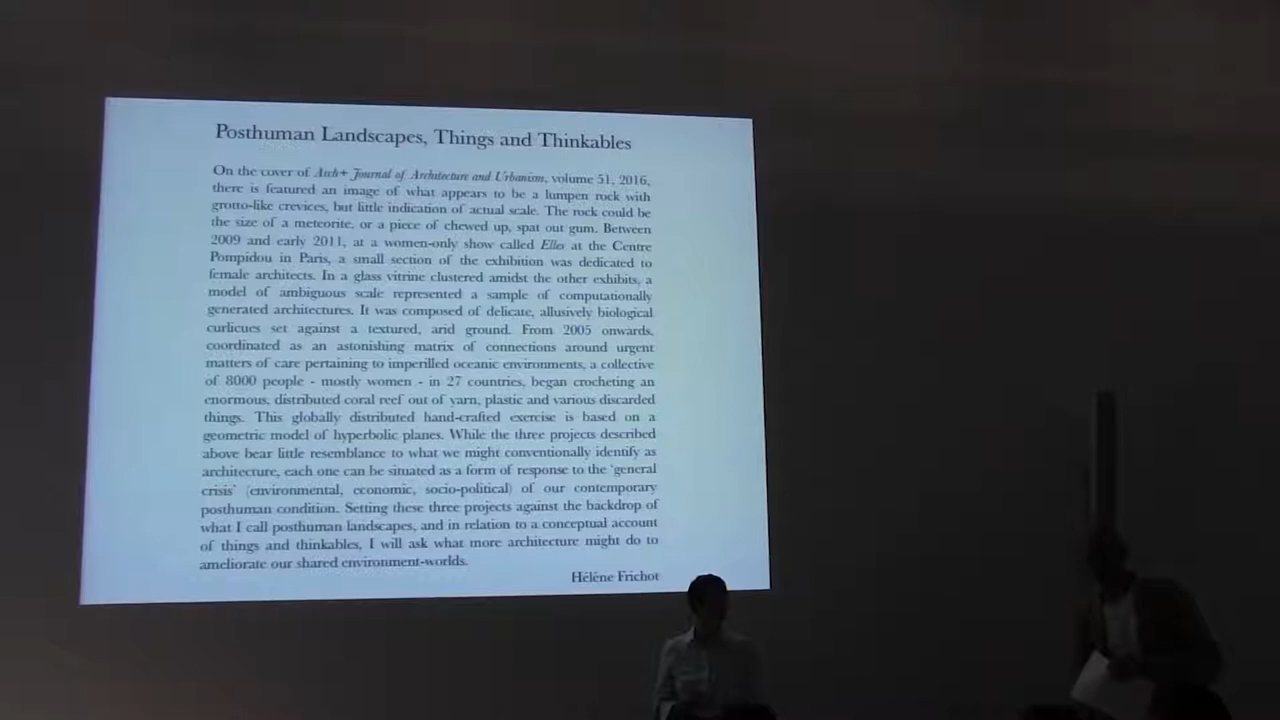 Posthuman Landscapes, Things and Thinkables
On the cover of Arch+ Journal of Architecture and Urbanism, volume 51, 2016,
there is featured an image of what appears to be a lumpen rock with
grotto-like crevices, but little indication of actual scale. The rock could be
the size of a meteorite, or a piece of chewed up, spat out gum. Between
2009 and early 2011, at a women-only show called Elles at the Centre
Pompidou in Paris, a small section of the exhibition was dedicated to
female architects. In a glass vitrine clustered amidst the other exhibits, a
model of ambiguous scale represented a sample of computationally
generated architectures. It was composed of delicate, allusively biological
curlicues set against a textured, arid ground. From 2005 onwards,
coordinated as an astonishing matrix of connections around urgent
matters of care pertaining to imperilled oceanic environments, a collective
of 8000 people - mostly women - in 27 countries, began crocheting an
enormous, distributed coral reef out of yarn, plastic and various discarded
things. This globally distributed hand-crafted exercise is based on a
geometric model of hyperbolic planes. While the three projects described
above bear little resemblance to what we might conventionally identify as
architecture, each one can be situated as a form of response to the 'general
crisis' (environmental, economic, socio-political) of our contemporary
posthuman condition. Setting these three projects against the backdrop of
what I call posthuman landscapes, and in relation to a conceptual account
of things and thinkables, I will ask what more architecture might do to
ameliorate our shared environment-worlds.
Hélène Frichot